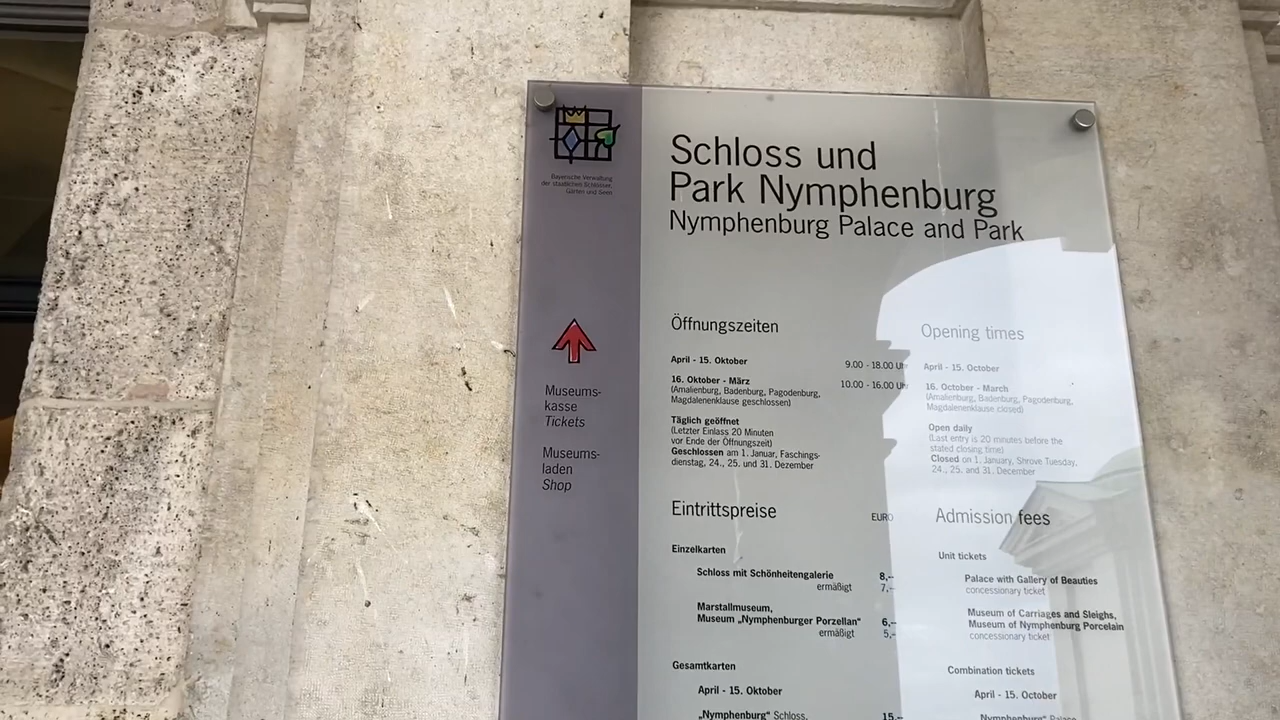 Bayerische Verwaltung
der staatlichen Schlösser,
Gärten und Seen
Schloss und
Park Nymphenburg
Nymphenburg Palace and Park
Museums-
kasse
Tickets
Museums-
laden
Shop
Öffnungszeiten
April - 15. Oktober 9.00 - 18.00 Uhr
16. Oktober - März 10.00 - 16.00 Uhr
(Amalienburg, Badenburg, Pagodenburg,
Magdalenenklause geschlossen)
Täglich geöffnet
(Letzter Einlass 20 Minuten
vor Ende der Öffnungszeit)
Geschlossen am 1. Januar, Faschings-
dienstag, 24., 25. und 31. Dezember
Opening times
April - 15. October
16. October - March
(Amalienburg, Badenburg, Pagodenburg,
Magdalenenklause closed)
Open daily
(Last entry is 20 minutes before the
stated closing time)
Closed on 1. January, Shrove Tuesday,
24., 25. and 31. December
Eintrittspreise EURO
Einzelkarten
Schloss mit Schönheitengalerie 8,--
ermäßigt 7,--
Marstallmuseum,
Museum „Nymphenburger Porzellan“ 6,--
ermäßigt 5,--
Gesamtkarten
April - 15. Oktober
„Nymphenburg“ Schloss, 15,--
Admission fees
Unit tickets
Palace with Gallery of Beauties
concessionary ticket
Museum of Carriages and Sleighs,
Museum of Nymphenburg Porcelain
concessionary ticket
Combination tickets
April - 15. October
„Nymphenburg“ Palace